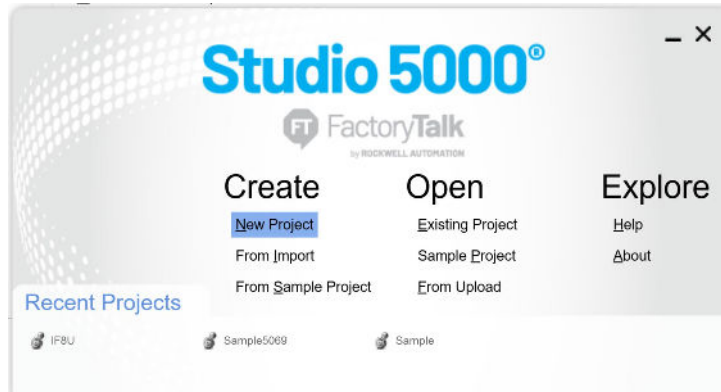 Studio 5000®
FT FactoryTalk
by ROCKWELL AUTOMATION
Create
New Project
From Import
From Sample Project
Open
Existing Project
Sample Project
From Upload
Explore
Help
About
Recent Projects
IF8U
Sample5069
Sample